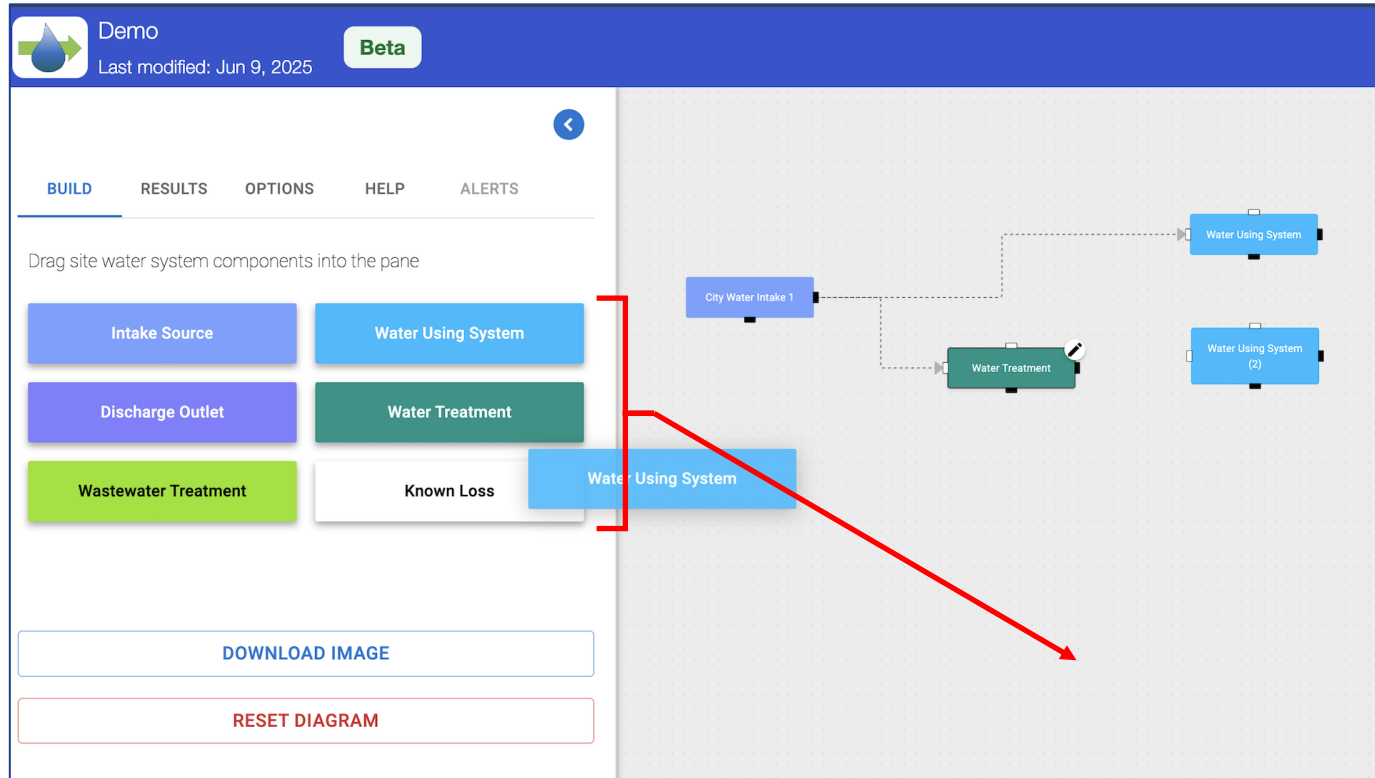 Demo
Last modified: Jun 9, 2025
Beta
BUILD
RESULTS
OPTIONS
HELP
ALERTS
Drag site water system components into the pane
Intake Source
Water Using System
Discharge Outlet
Water Treatment
Wastewater Treatment
Known Loss
Water Using System
DOWNLOAD IMAGE
RESET DIAGRAM
City Water Intake 1
Water Using System
Water Treatment
Water Using System
(2)